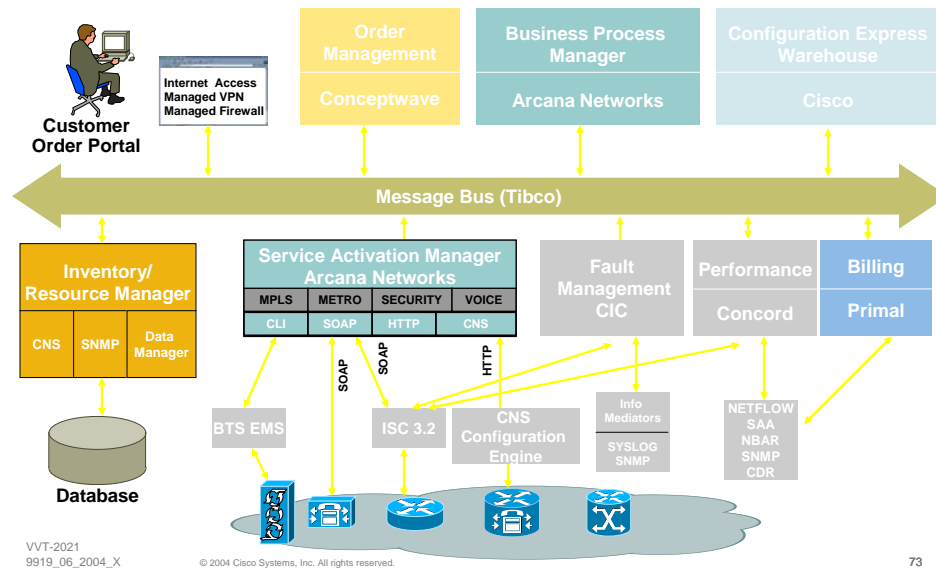 Order
Management
Conceptwave
Business Process
Manager
Arcana Networks
Configuration Express
Warehouse
Cisco
Internet Access
Managed VPN
Managed Firewall
Customer
Order Portal
Message Bus (Tibco)
Inventory/
Resource Manager
CNS
SNMP
Data
Manager
Service Activation Manager
Arcana Networks
MPLS
METRO
SECURITY
VOICE
CLI
SOAP
HTTP
CNS
Fault
Management
CIC
Performance
Concord
Billing
Primal
SOAP
SOAP
HTTP
BTS EMS
ISC 3.2
CNS
Configuration
Engine
Info
Mediators
SYSLOG
SNMP
NETFLOW
SAA
NBAR
SNMP
CDR
Database
VVT-2021
9919_06_2004_X
© 2004 Cisco Systems, Inc. All rights reserved.
73